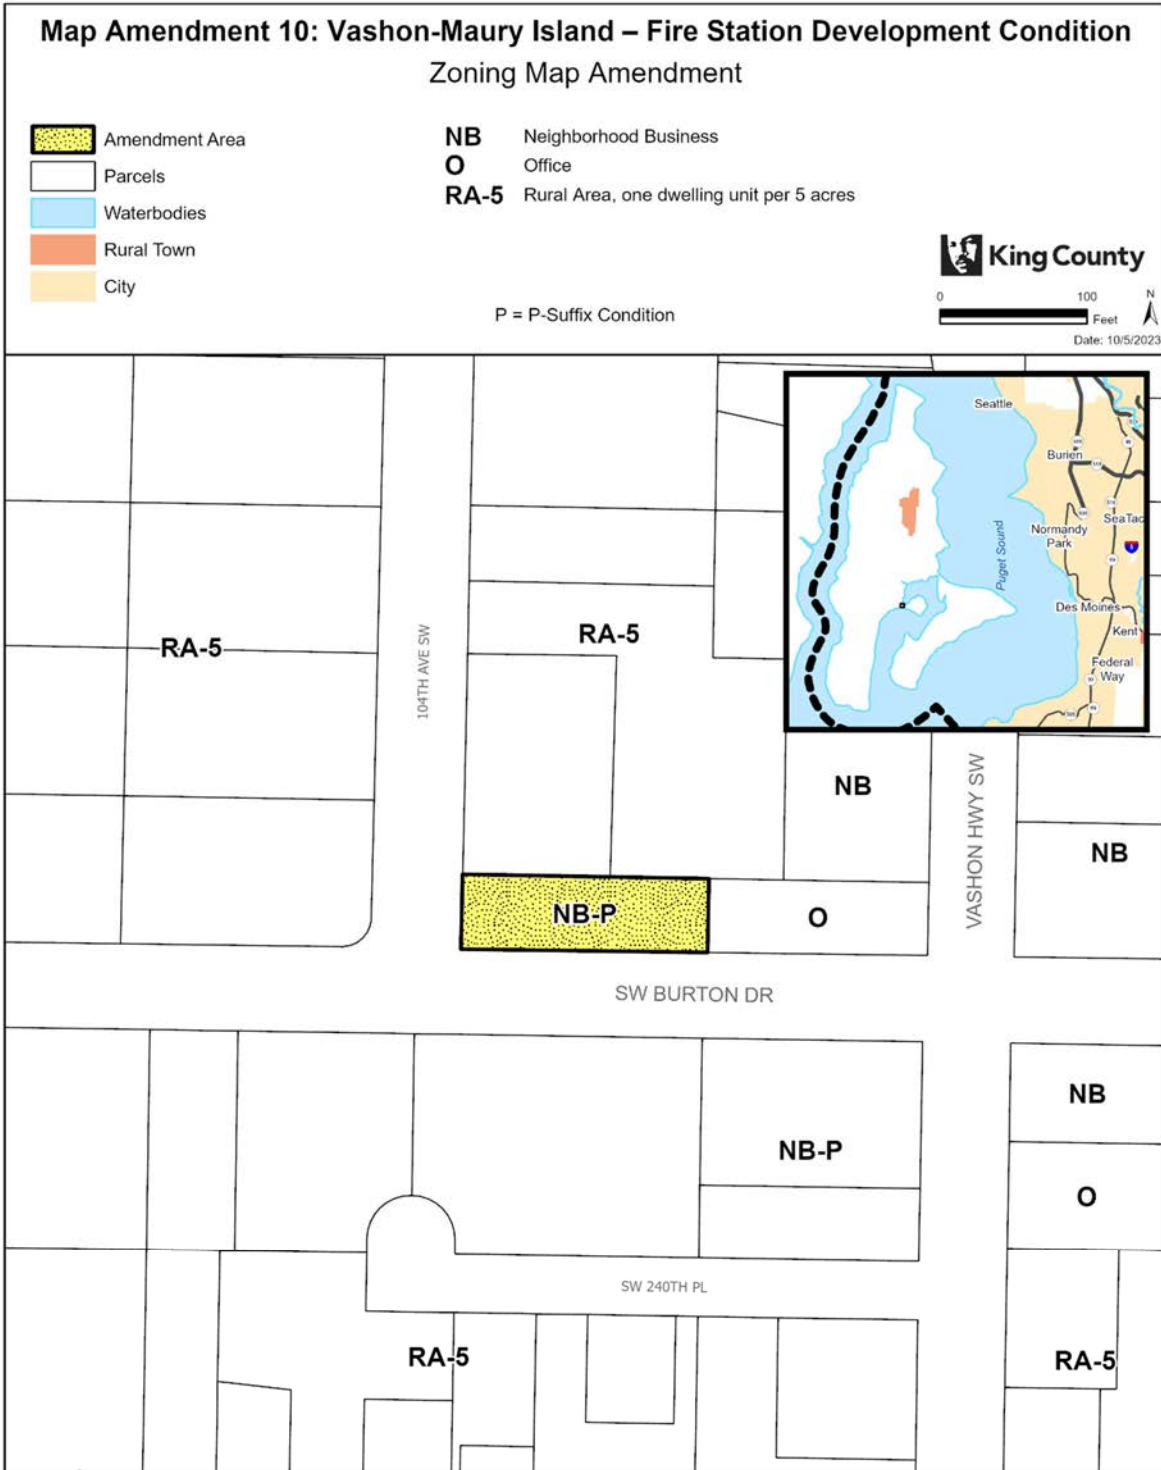 Map Amendment 10: Vashon-Maury Island – Fire Station Development Condition
Zoning Map Amendment
Amendment Area
Parcels
Waterbodies
Rural Town
City
NB Neighborhood Business
O Office
RA-5 Rural Area, one dwelling unit per 5 acres
P = P-Suffix Condition
King County
0 100
Feet
N
Date: 10/5/2023
Seattle
Burien
Normandy
Park
SeaTac
Puget Sound
Des Moines
Kent
Federal
Way
RA-5
104TH AVE SW
RA-5
NB
VASHON HWY SW
NB
NB-P
O
SW BURTON DR
NB
NB-P
O
SW 240TH PL
RA-5
RA-5